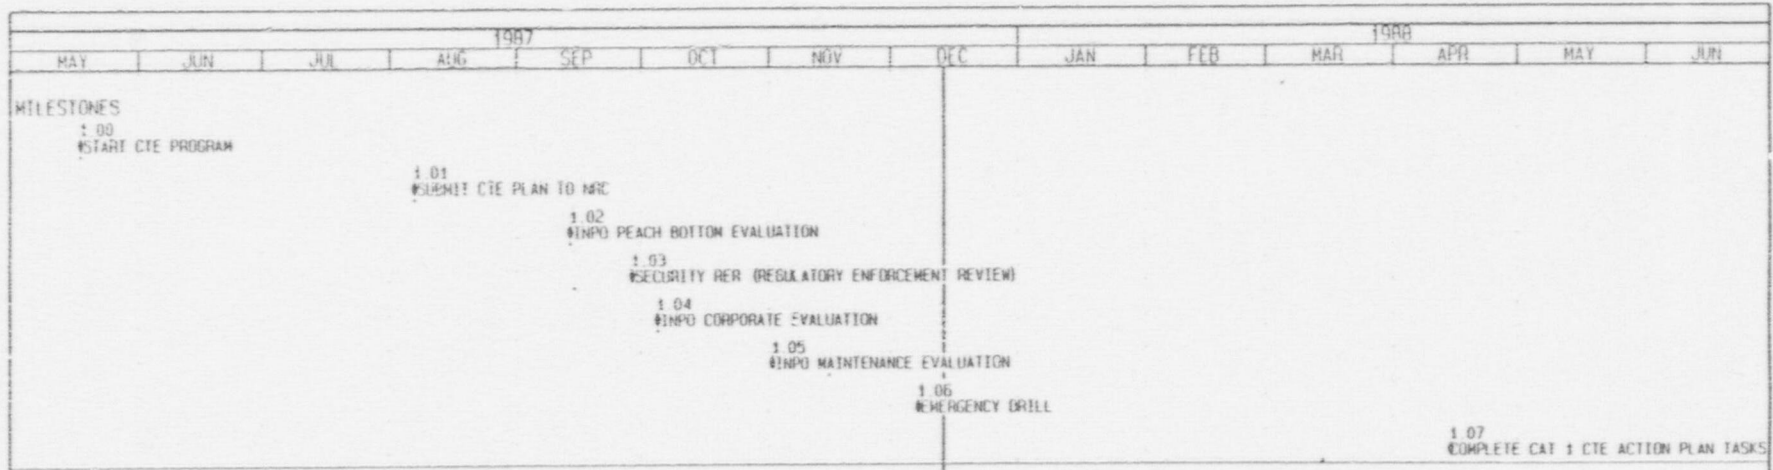 1987 1988
MAY JUN JUL AUG SEP OCT NOV DEC JAN FEB MAR APR MAY JUN
MILESTONES
1.00
START CTE PROGRAM
1.01
SUBMIT CTE PLAN TO NRC
1.02
INPO PEACH BOTTOM EVALUATION
1.03
SECURITY RER (REGULATORY ENFORCEMENT REVIEW)
1.04
INPO CORPORATE EVALUATION
1.05
INPO MAINTENANCE EVALUATION
1.06
EMERGENCY DRILL
1.07
COMPLETE CAT 1 CTE ACTION PLAN TASKS